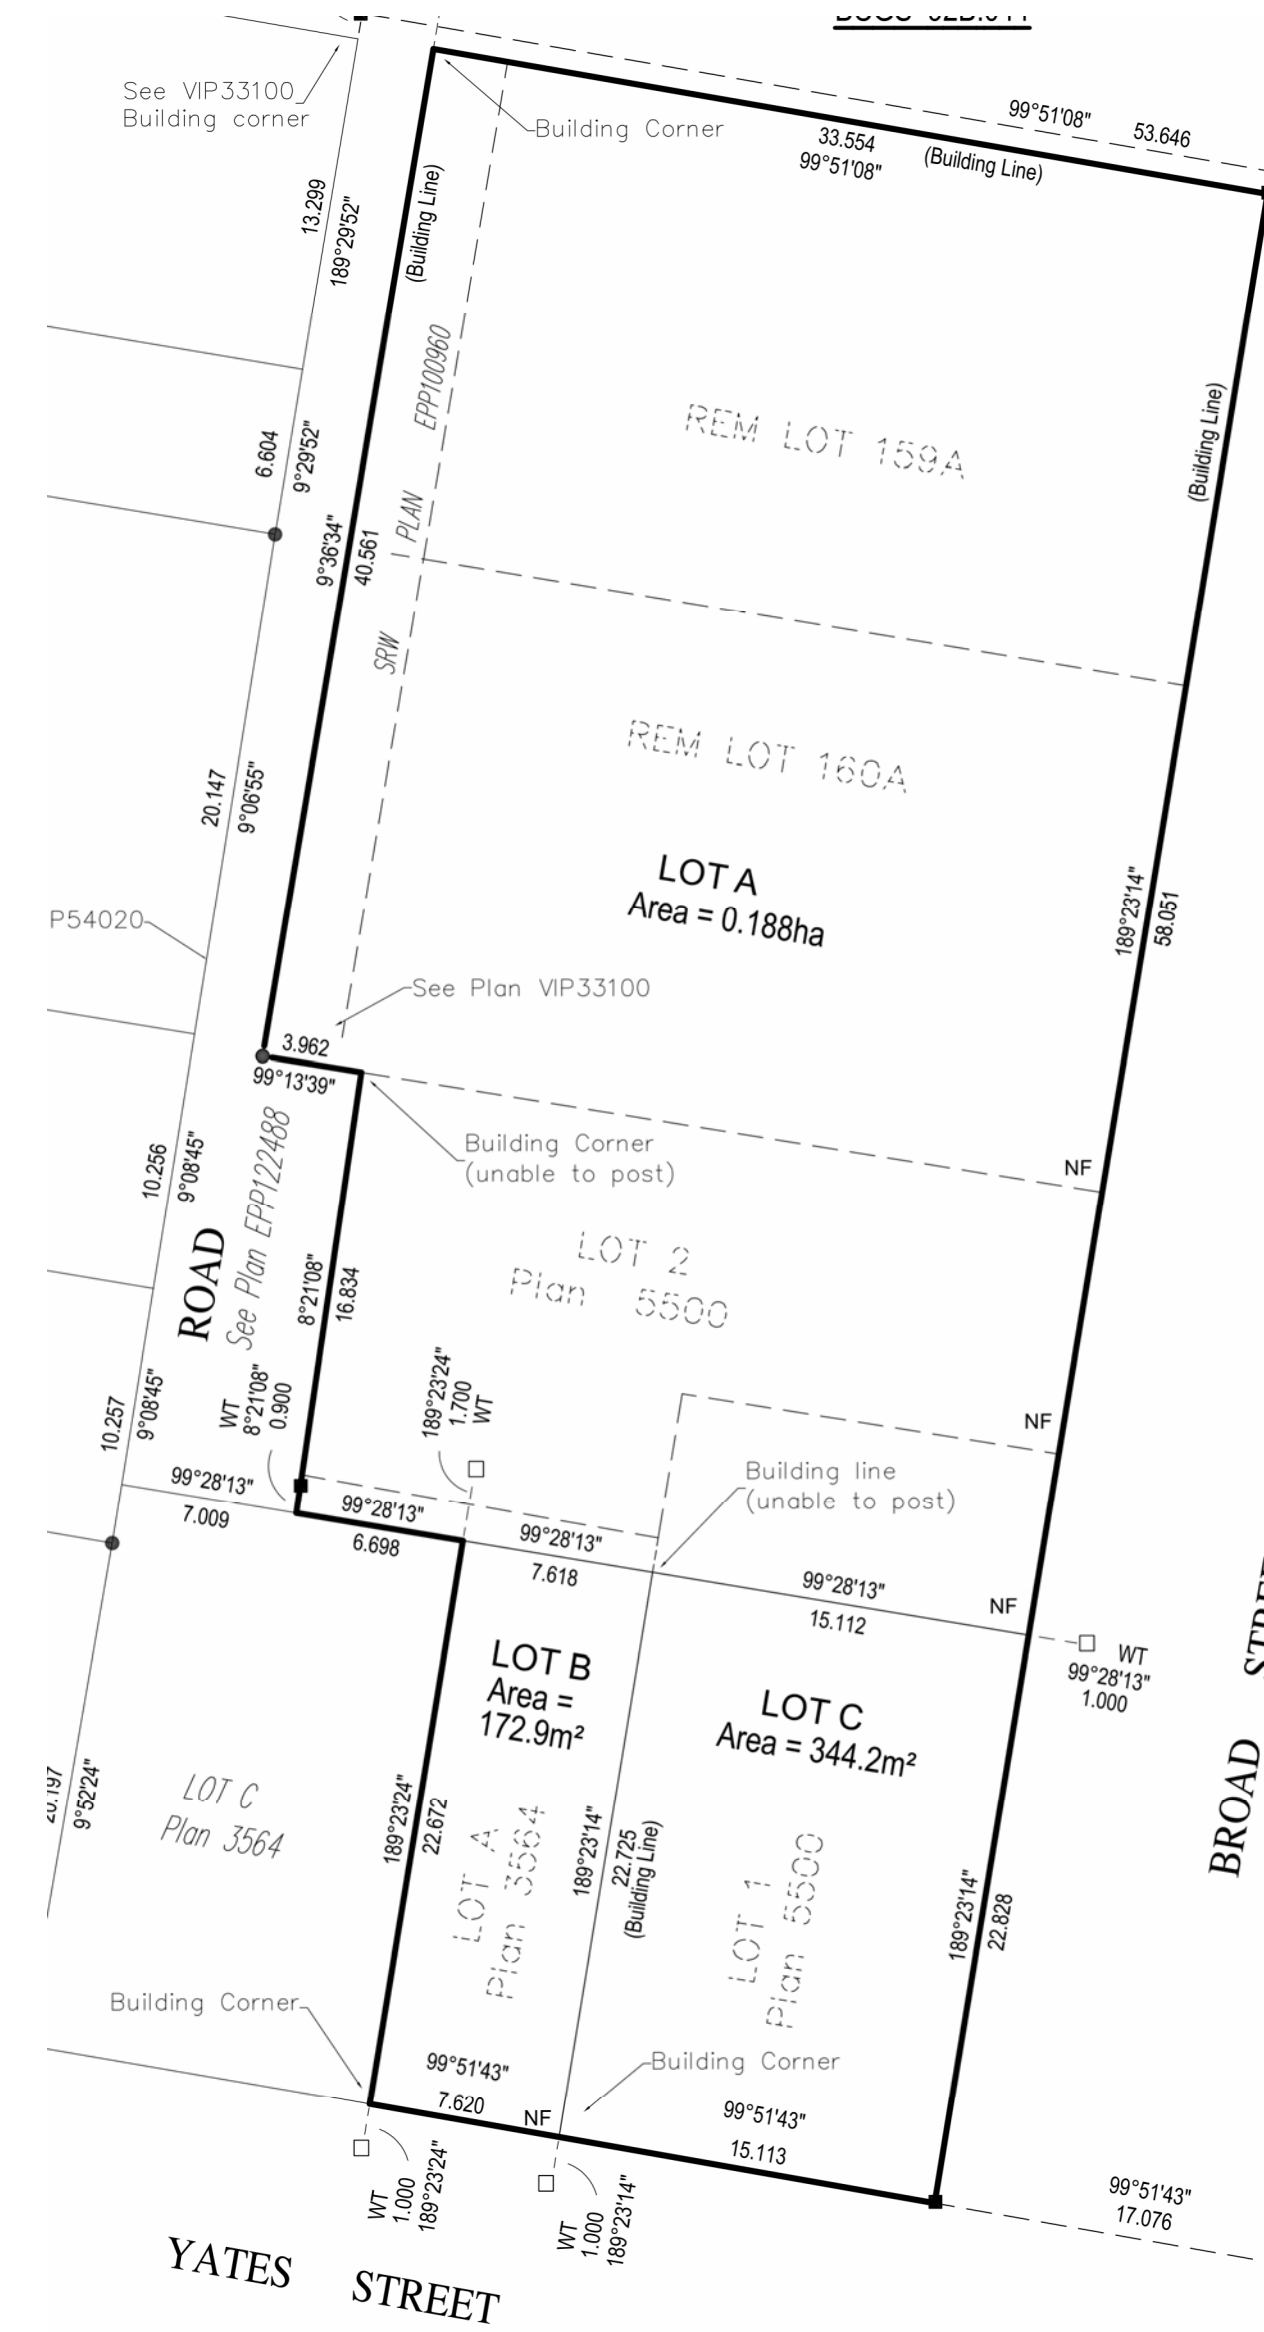 See VIP33100
Building corner
Building Corner
99°51'08" 53.646
33.554
99°51'08"
(Building Line)
13.299
189°29'52"
(Building Line)
EPP100960
PLAN
SRW
REM LOT 159A
(Building Line)
6.604
9°29'52"
9°36'34"
40.561
REM LOT 160A
20.147
9°06'55"
LOT A
Area = 0.188ha
189°23'14"
58.051
P54020
See Plan VIP33100
3.962
99°13'39"
Building Corner
(unable to post)
NF
10.256
9°08'45"
ROAD
See Plan EPP122488
8°21'08"
16.834
LOT 2
Plan 5500
WT
8°21'08"
0.900
189°23'24"
1.700
WT
10.257
9°08'45"
NF
Building line
(unable to post)
99°28'13"
7.009
99°28'13"
6.698
99°28'13"
7.618
99°28'13"
15.112
NF
WT
99°28'13"
1.000
LOT B
Area =
172.9m²
LOT C
Area = 344.2m²
BROAD
9°52'24"
LOT C
Plan 3564
189°23'24"
22.672
LOT A
Plan 3564
189°23'14"
22.725
(Building Line)
LOT 1
Plan 5500
189°23'14"
22.828
Building Corner
99°51'43"
7.620
NF
Building Corner
99°51'43"
15.113
WT
1.000
189°23'24"
WT
1.000
189°23'14"
99°51'43"
17.076
YATES STREET